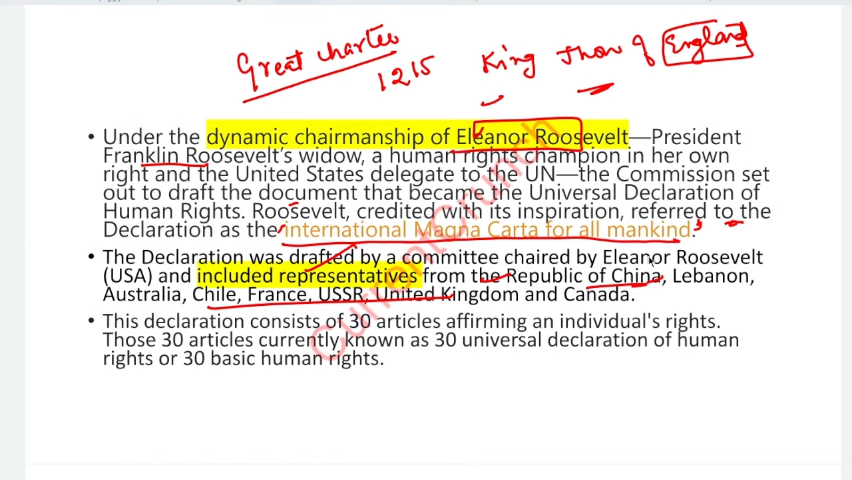 Great charter
1215 King Jhon of England
• Under the dynamic chairmanship of Eleanor Roosevelt—President
Franklin Roosevelt's widow, a human rights champion in her own
right and the United States delegate to the UN—the Commission set
out to draft the document that became the Universal Declaration of
Human Rights. Roosevelt, credited with its inspiration, referred to the
Declaration as the international Magna Carta for all mankind.
• The Declaration was drafted by a committee chaired by Eleanor Roosevelt
(USA) and included representatives from the Republic of China, Lebanon,
Australia, Chile, France, USSR, United Kingdom and Canada.
• This declaration consists of 30 articles affirming an individual's rights.
Those 30 articles currently known as 30 universal declaration of human
rights or 30 basic human rights.
CurrentCrunch